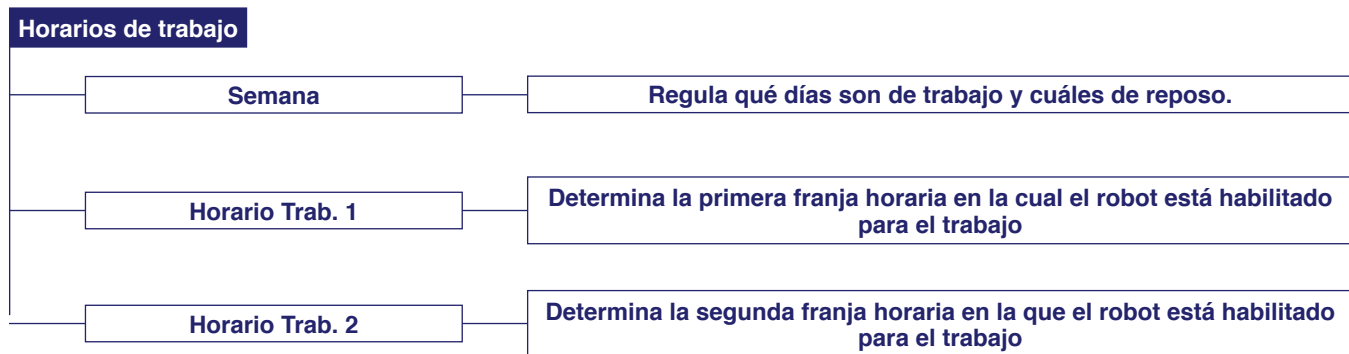 Horarios de trabajo
Semana
Regula qué días son de trabajo y cuáles de reposo.
Horario Trab. 1
Determina la primera franja horaria en la cual el robot está habilitado
para el trabajo
Horario Trab. 2
Determina la segunda franja horaria en la que el robot está habilitado
para el trabajo